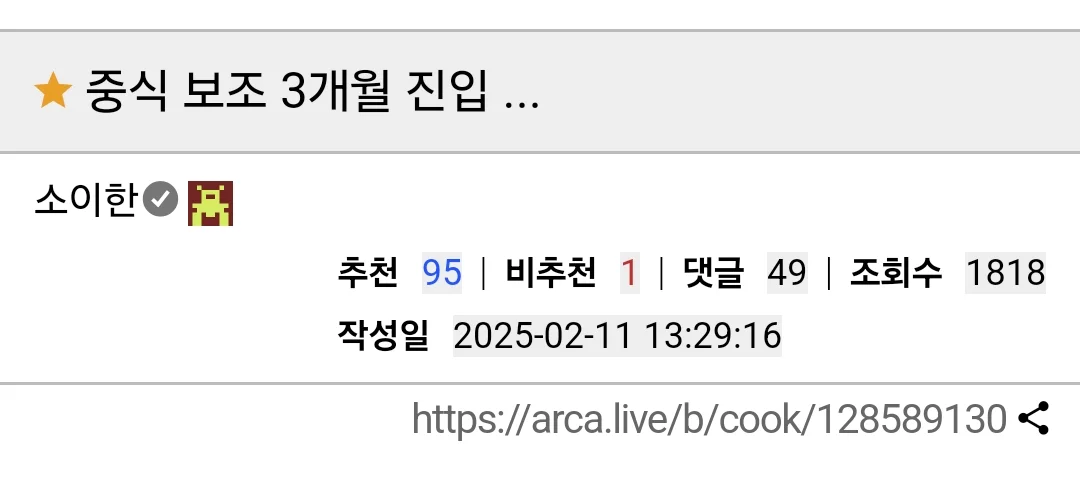 중식 보조 3개월 진입 ...
소이한
추천 95 | 비추천 1 | 댓글 49 | 조회수 1818
작성일 2025-02-11 13:29:16
https://arca.live/b/cook/128589130